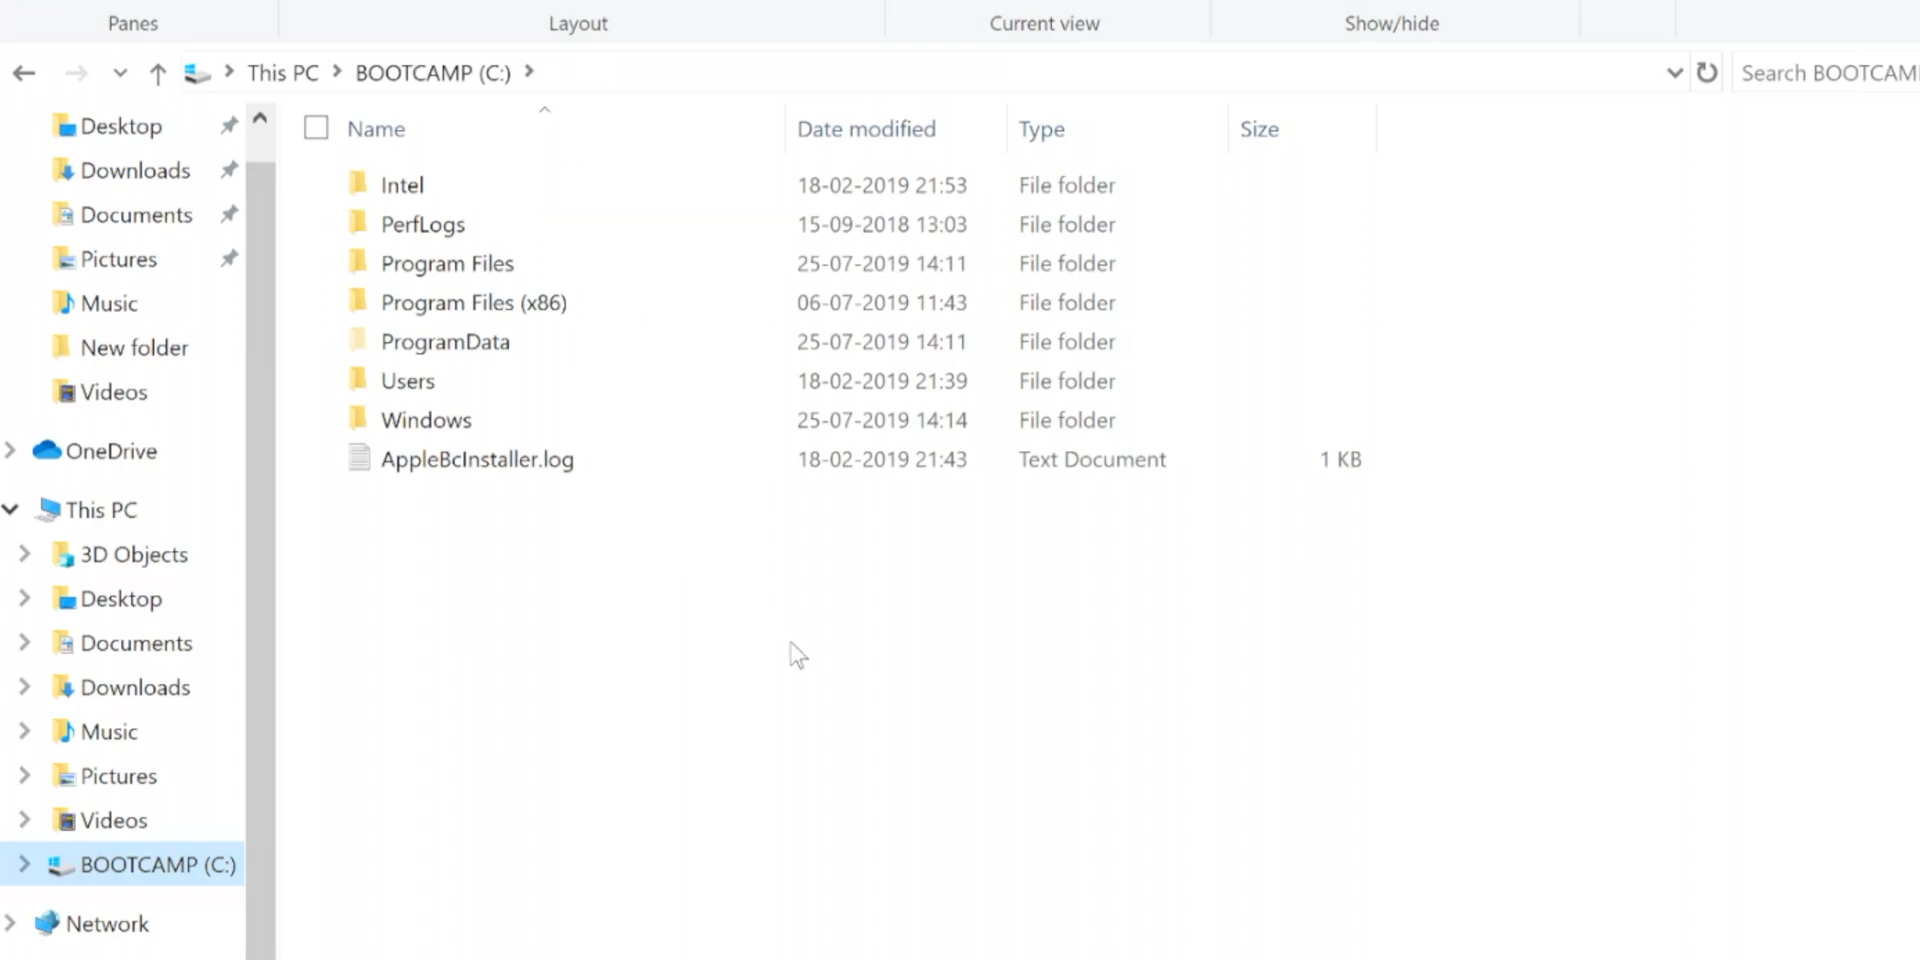 Panes Layout Current view Show/hide
This PC BOOTCAMP (C:) Search BOOTCAM
Desktop
Downloads
Documents
Pictures
Music
New folder
Videos
OneDrive
This PC
3D Objects
Desktop
Documents
Downloads
Music
Pictures
Videos
BOOTCAMP (C:)
Network
Name Date modified Type Size
Intel 18-02-2019 21:53 File folder
PerfLogs 15-09-2018 13:03 File folder
Program Files 25-07-2019 14:11 File folder
Program Files (x86) 06-07-2019 11:43 File folder
ProgramData 25-07-2019 14:11 File folder
Users 18-02-2019 21:39 File folder
Windows 25-07-2019 14:14 File folder
AppleBcInstaller.log 18-02-2019 21:43 Text Document 1 KB